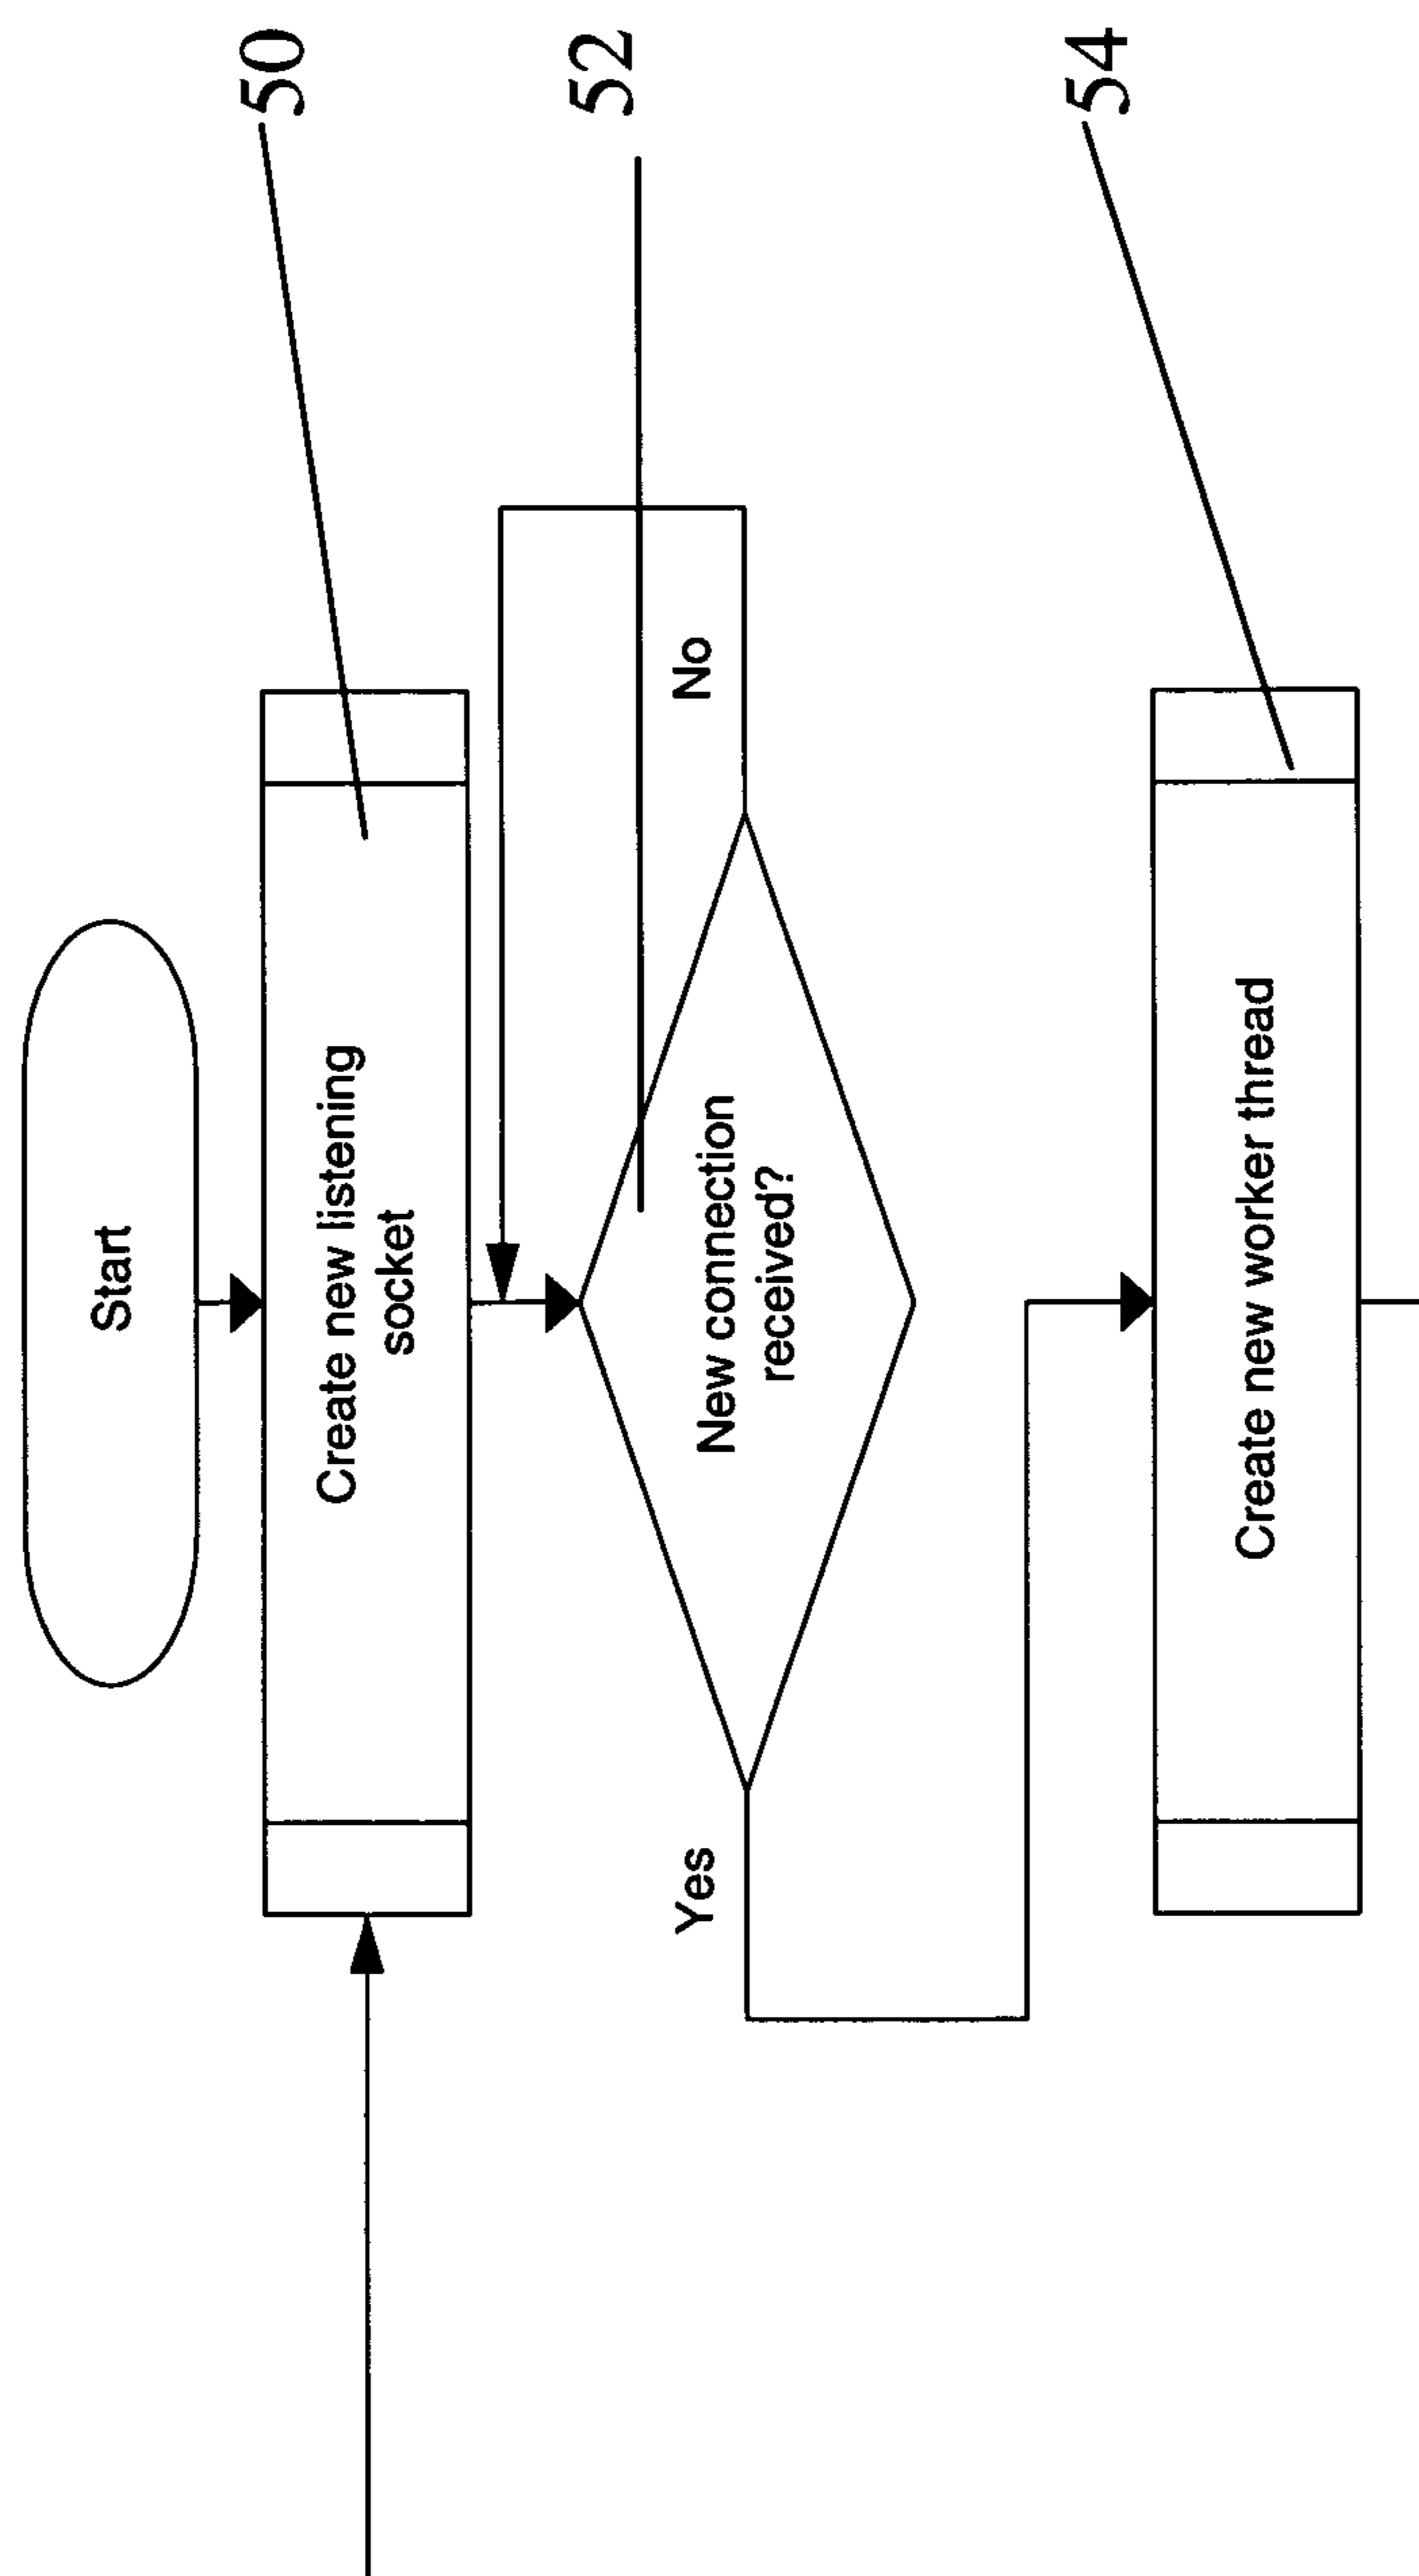 Start
50
Create new listening
socket
52
No
New connection
received?
Yes
54
Create new worker thread